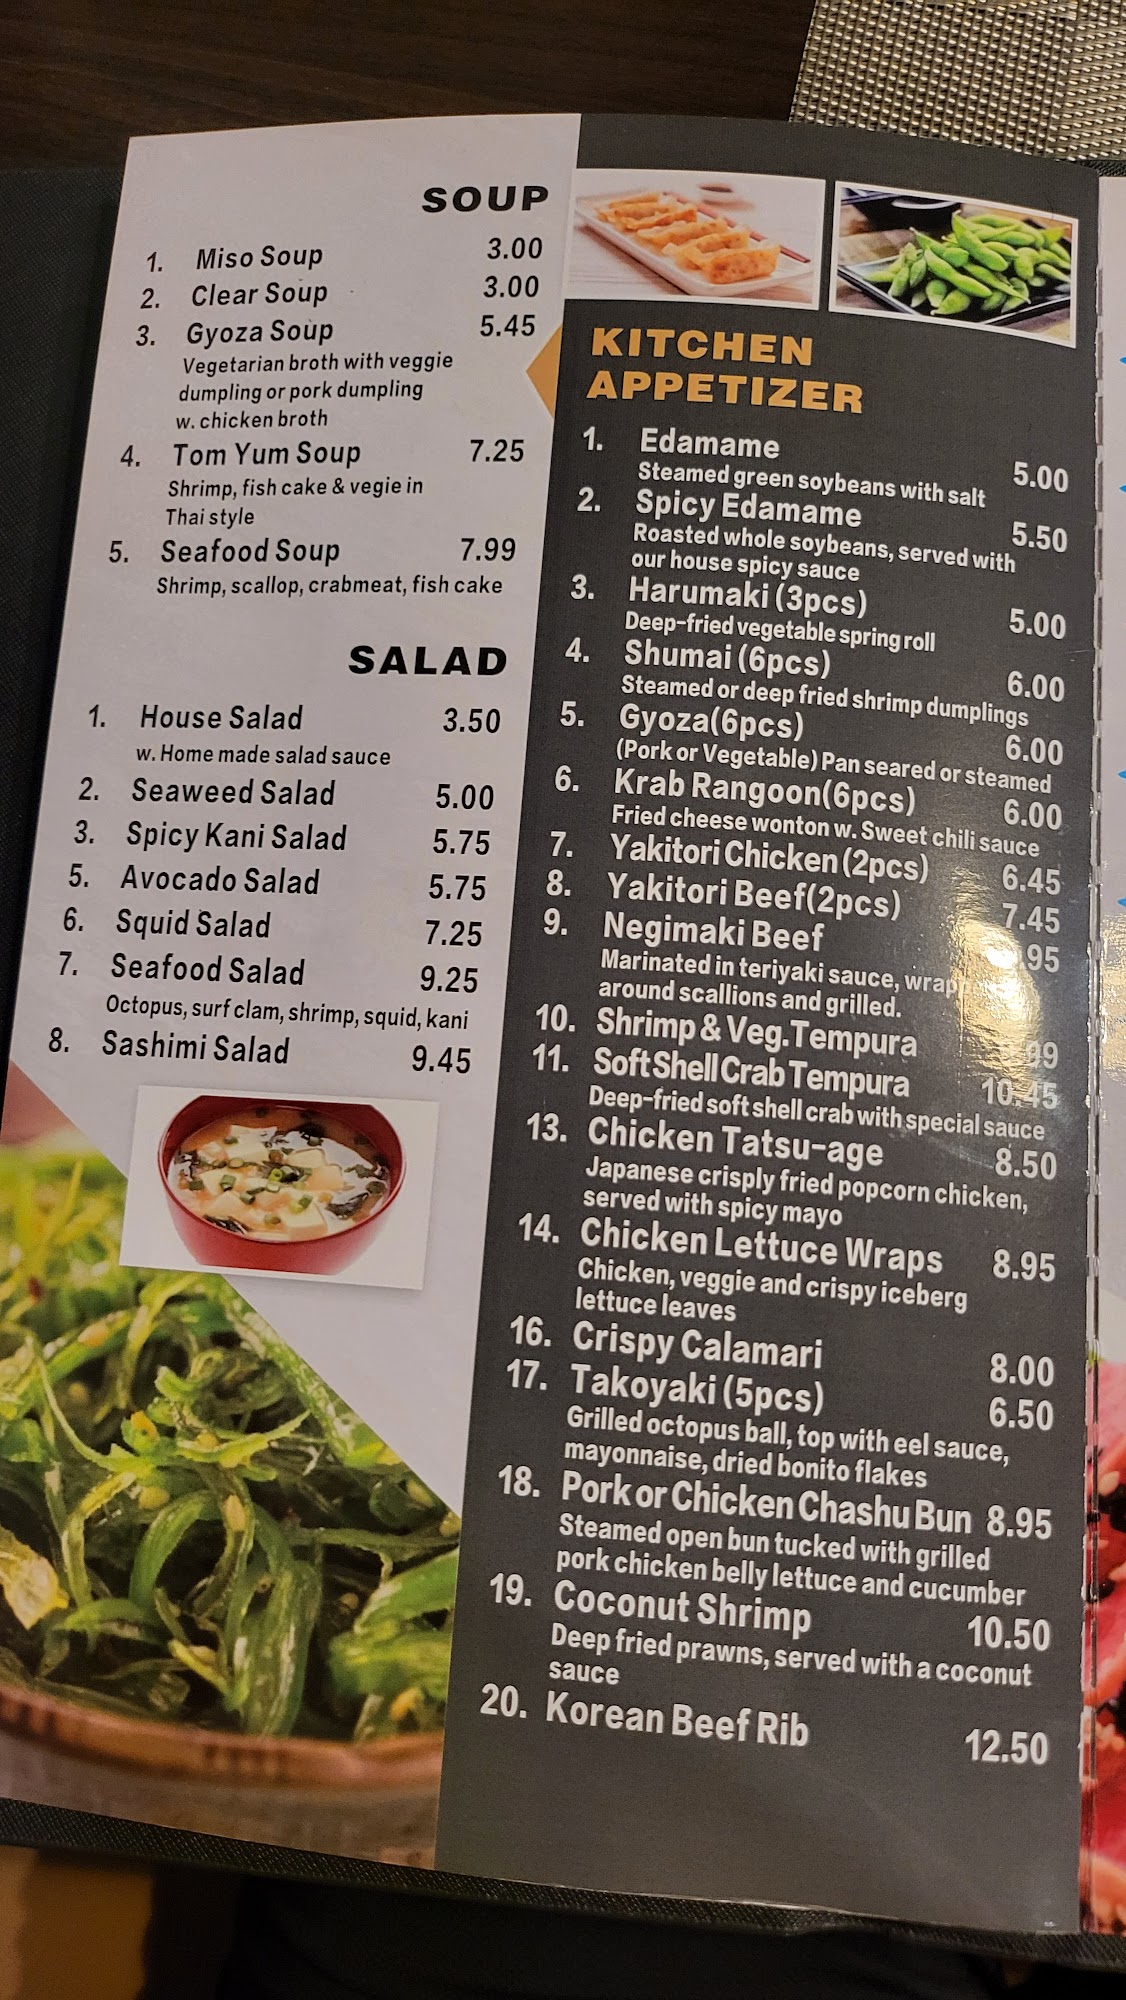 SOUP
1. Miso Soup 3.00
2. Clear Soup 3.00
3. Gyoza Soup 5.45
Vegetarian broth with veggie
dumpling or pork dumpling
w. chicken broth
4. Tom Yum Soup 7.25
Shrimp, fish cake & vegie in
Thai style
5. Seafood Soup 7.99
Shrimp, scallop, crabmeat, fish cake
SALAD
1. House Salad 3.50
w. Home made salad sauce
2. Seaweed Salad 5.00
3. Spicy Kani Salad 5.75
5. Avocado Salad 5.75
6. Squid Salad 7.25
7. Seafood Salad 9.25
Octopus, surf clam, shrimp, squid, kani
8. Sashimi Salad 9.45
KITCHEN
APPETIZER
1. Edamame 5.00
Steamed green soybeans with salt
2. Spicy Edamame 5.50
Roasted whole soybeans, served with
our house spicy sauce
3. Harumaki (3pcs) 5.00
Deep-fried vegetable spring roll
4. Shumai (6pcs) 6.00
Steamed or deep fried shrimp dumplings
5. Gyoza(6pcs) 6.00
(Pork or Vegetable) Pan seared or steamed
6. Krab Rangoon(6pcs) 6.00
Fried cheese wonton w. Sweet chili sauce
7. Yakitori Chicken (2pcs) 6.45
8. Yakitori Beef(2pcs) 7.45
9. Negimaki Beef .95
Marinated in teriyaki sauce,
around scallions and grilled.
10. Shrimp & Veg.Tempura
11. Soft Shell Crab Tempura 10.45
Deep-fried soft shell crab with special sauce
13. Chicken Tatsu-age 8.50
Japanese crisply fried popcorn chicken,
served with spicy mayo
14. Chicken Lettuce Wraps 8.95
Chicken, veggie and crispy iceberg
lettuce leaves
16. Crispy Calamari 8.00
17. Takoyaki (5pcs) 6.50
Grilled octopus ball, top with eel sauce,
mayonnaise, dried bonito flakes
18. Pork or Chicken Chashu Bun 8.95
Steamed open bun tucked with grilled
pork chicken belly lettuce and cucumber
19. Coconut Shrimp 10.50
Deep fried prawns, served with a coconut
sauce
20. Korean Beef Rib 12.50